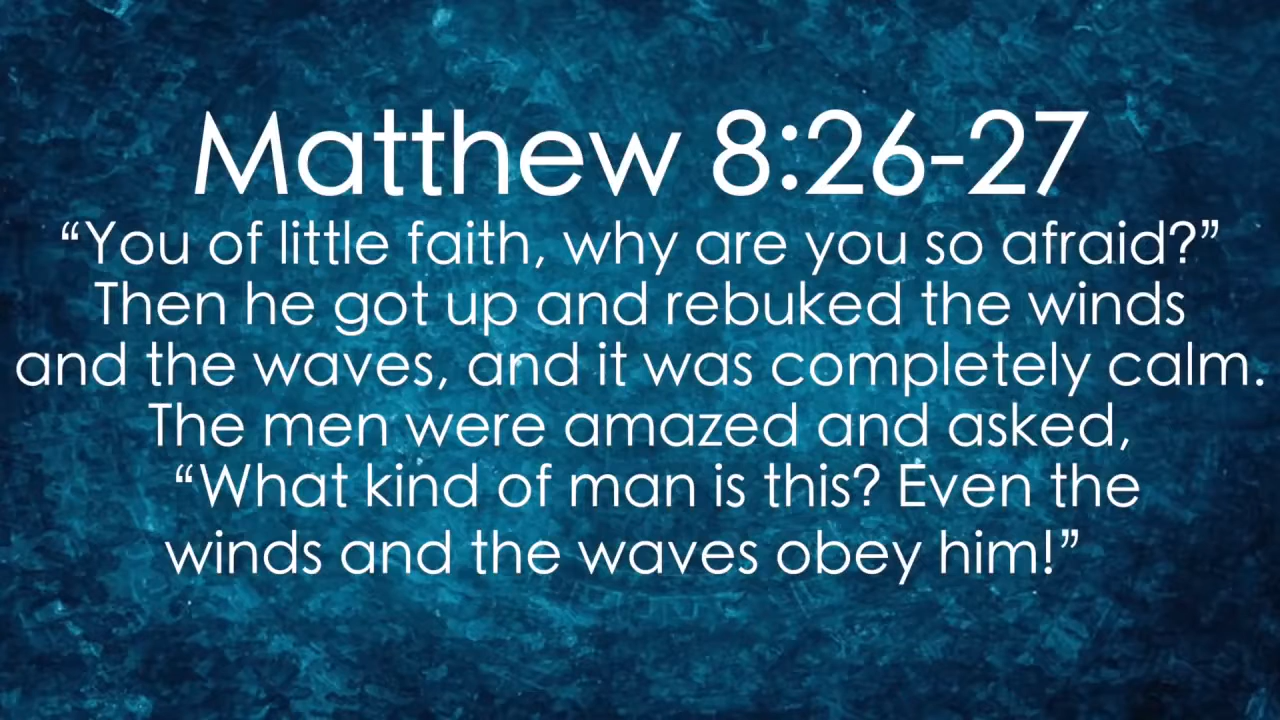 Matthew 8:26-27
“You of little faith, why are you so afraid?”
Then he got up and rebuked the winds
and the waves, and it was completely calm.
The men were amazed and asked,
“What kind of man is this? Even the
winds and the waves obey him!”